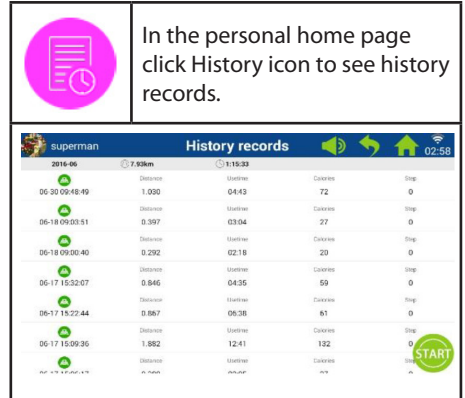 In the personal home page
click History icon to see history
records.
superman History records 02:58
2016-06 7.93km 1:15:33
Distance Usetime Calories Step
06-30 09:48:49 1.030 04:43 72 0
Distance Usetime Calories Step
06-18 09:03:51 0.397 03:04 27 0
Distance Usetime Calories Step
06-18 09:00:40 0.292 02:18 20 0
Distance Usetime Calories Step
06-17 15:32:07 0.846 04:35 59 0
Distance Usetime Calories Step
06-17 15:22:44 0.867 06:38 61 0
Distance Usetime Calories Step
06-17 15:09:36 1.882 12:41 132 0
START
Distance Usetime Calories